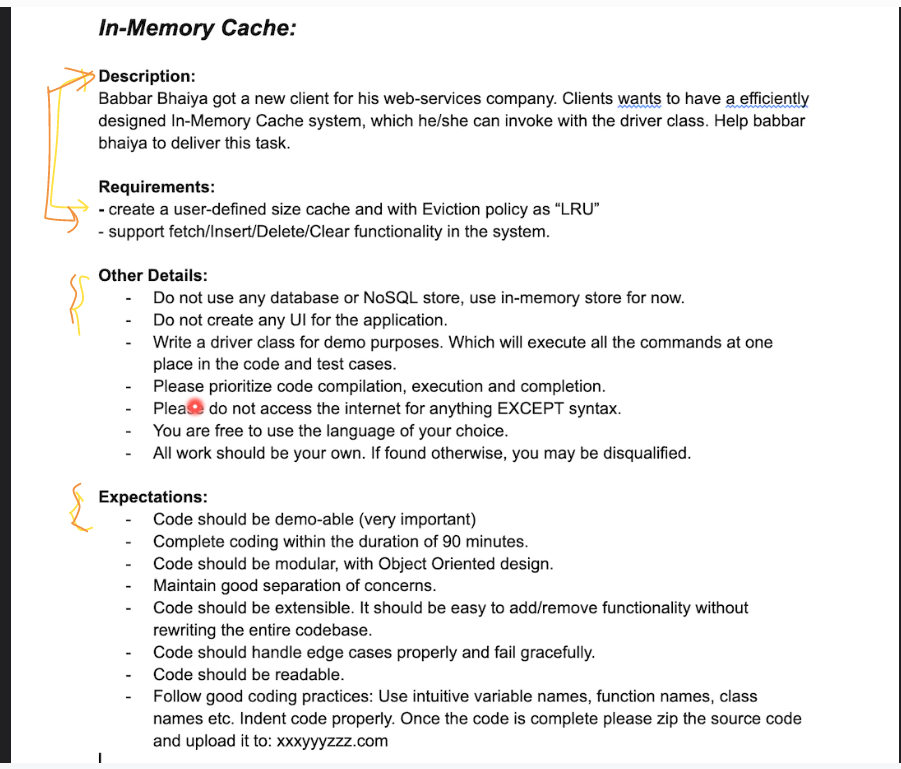 In-Memory Cache:
Description:
Babbar Bhaiya got a new client for his web-services company. Clients wants to have a efficiently
designed In-Memory Cache system, which he/she can invoke with the driver class. Help babbar
bhaiya to deliver this task.
Requirements:
- create a user-defined size cache and with Eviction policy as “LRU”
- support fetch/Insert/Delete/Clear functionality in the system.
Other Details:
- Do not use any database or NoSQL store, use in-memory store for now.
- Do not create any UI for the application.
- Write a driver class for demo purposes. Which will execute all the commands at one
place in the code and test cases.
- Please prioritize code compilation, execution and completion.
- Please do not access the internet for anything EXCEPT syntax.
- You are free to use the language of your choice.
- All work should be your own. If found otherwise, you may be disqualified.
Expectations:
- Code should be demo-able (very important)
- Complete coding within the duration of 90 minutes.
- Code should be modular, with Object Oriented design.
- Maintain good separation of concerns.
- Code should be extensible. It should be easy to add/remove functionality without
rewriting the entire codebase.
- Code should handle edge cases properly and fail gracefully.
- Code should be readable.
- Follow good coding practices: Use intuitive variable names, function names, class
names etc. Indent code properly. Once the code is complete please zip the source code
and upload it to: xxxyyyzzz.com